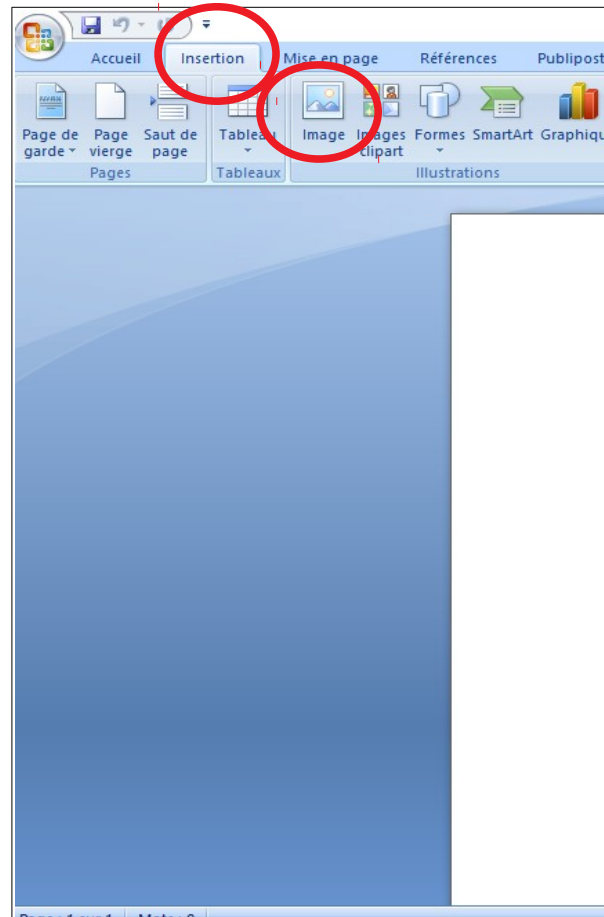 Accueil Insertion Mise en page Références Publipost
Page de garde Page vierge Saut de page Tableau Image Images clipart Formes SmartArt Graphiqu
Pages Tableaux Illustrations